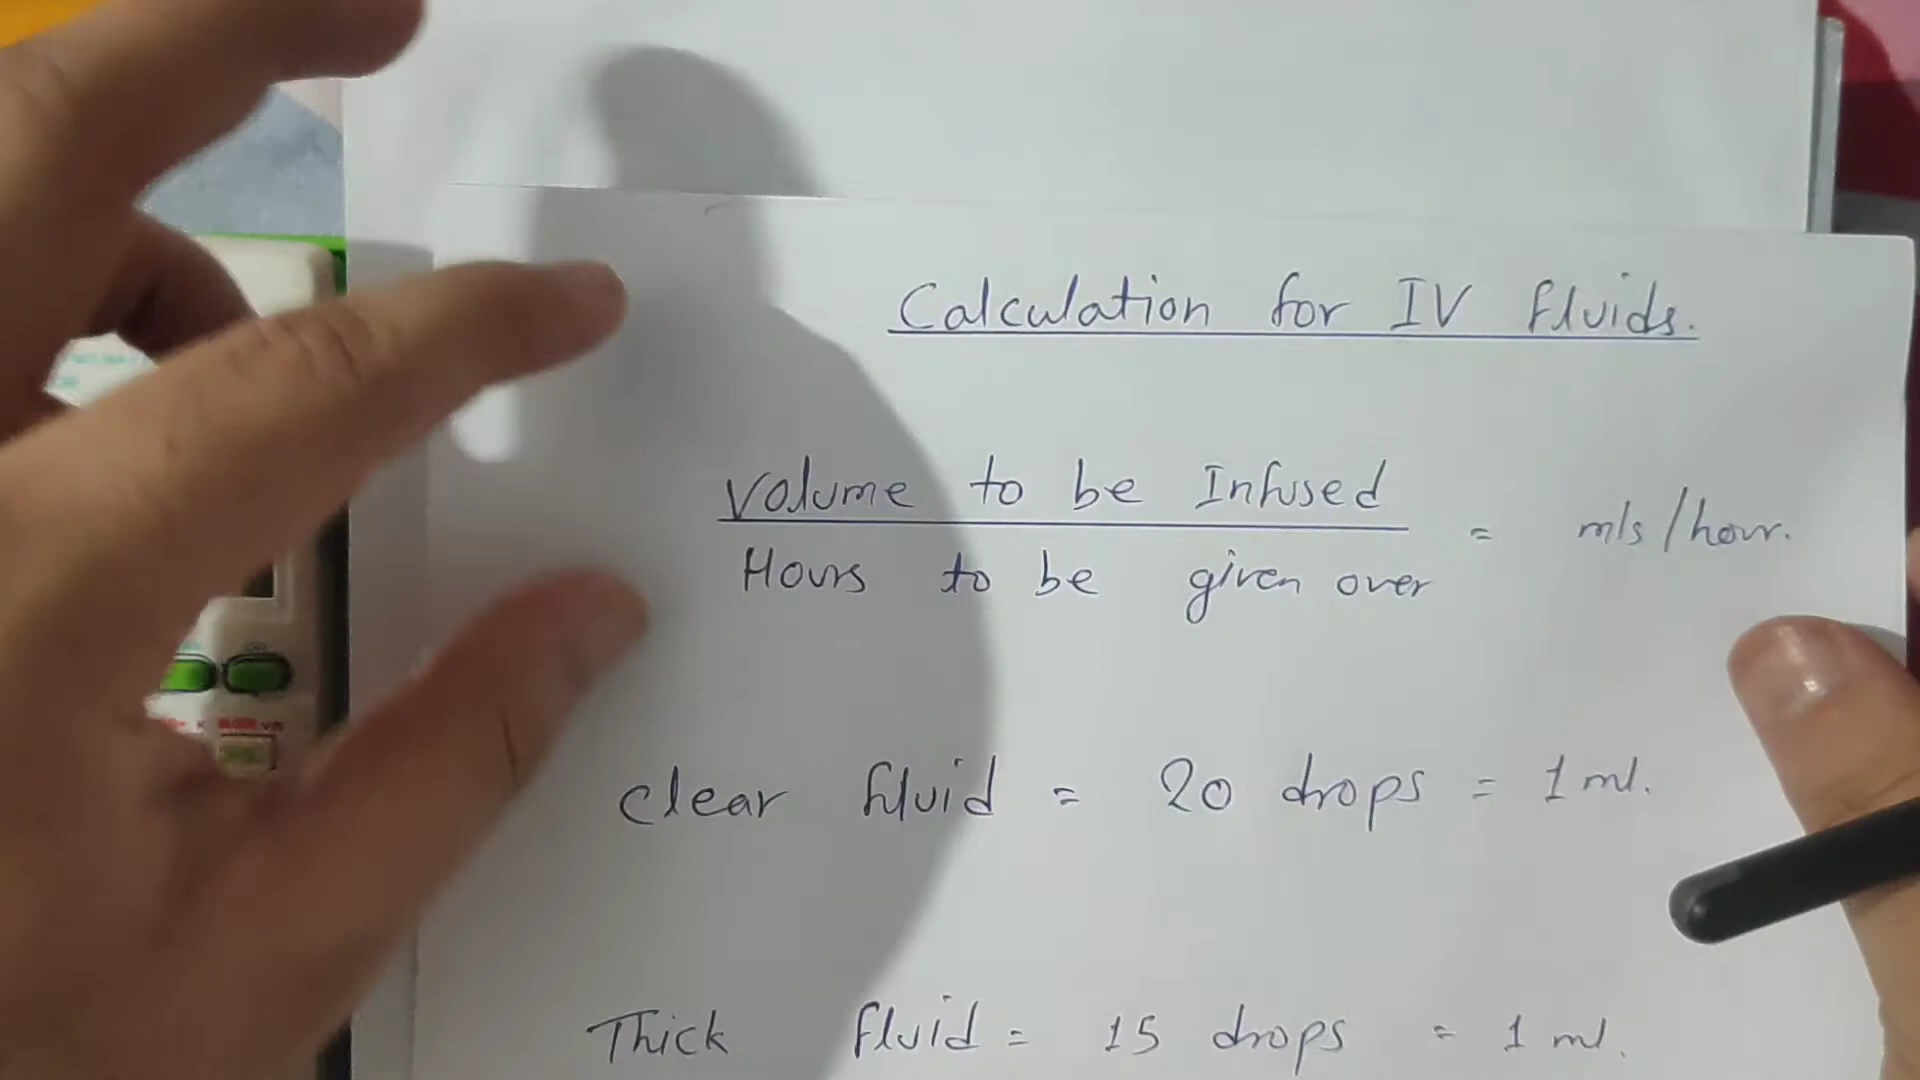 Calculation for IV fluids.
Volume to be Infused
Hours to be given over
= mls/hour.
Clear fluid = 20 drops = 1 ml.
Thick fluid = 15 drops = 1 ml.